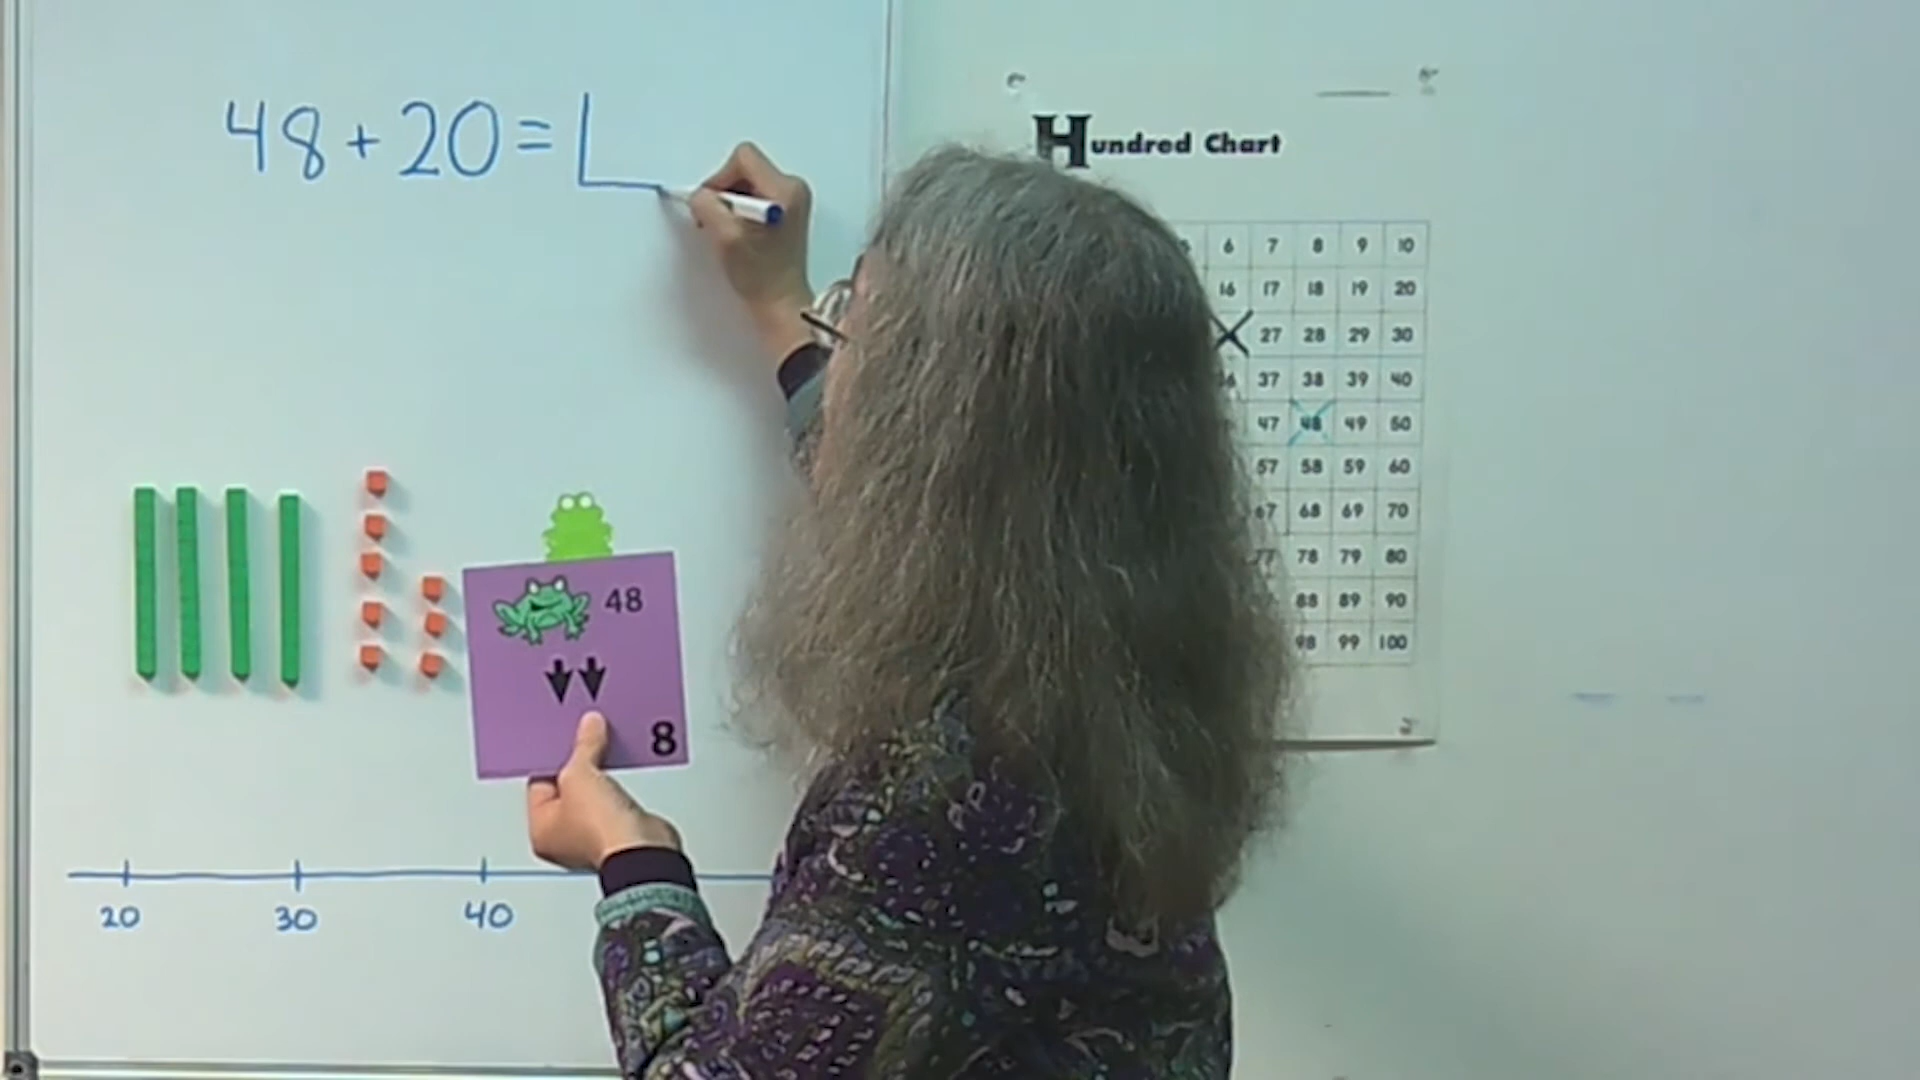 48+20=
Hundred Chart
6 7 8 9 10
16 17 18 19 20
27 28 29 30
37 38 39 40
47 48 49 50
57 58 59 60
67 68 69 70
77 78 79 80
88 89 90
98 99 100
48
8
20 30 40